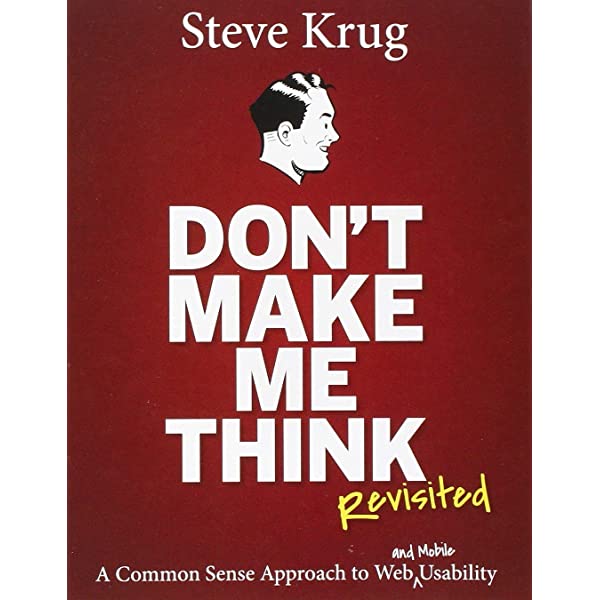 Steve Krug
DON'T
MAKE
ME
THINK
Revisited
and Mobile
A Common Sense Approach to Web Usability